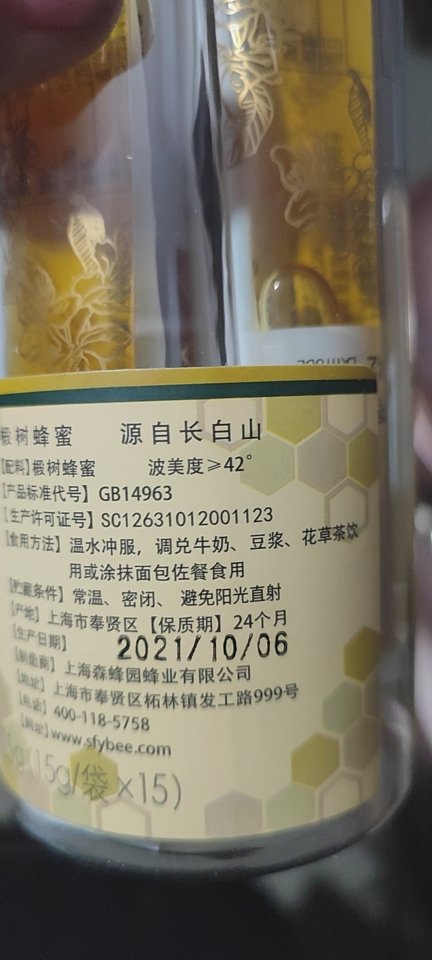 椴树蜂蜜 源自长白山
【配料】椴树蜂蜜 波美度≥42°
【产品标准代号】GB14963
【生产许可证号】SC12631012001123
【食用方法】温水冲服，调兑牛奶、豆浆、花草茶饮
用或涂抹面包佐餐食用
【贮藏条件】常温、密闭、避免阳光直射
【产地】上海市奉贤区【保质期】24个月
【生产日期】 2021/10/06
【制造商】上海森蜂园蜂业有限公司
【地址】上海市奉贤区柘林镇发工路999号
【电话】400-118-5758
【网址】www.sfybee.com
5g(15g/袋×15)